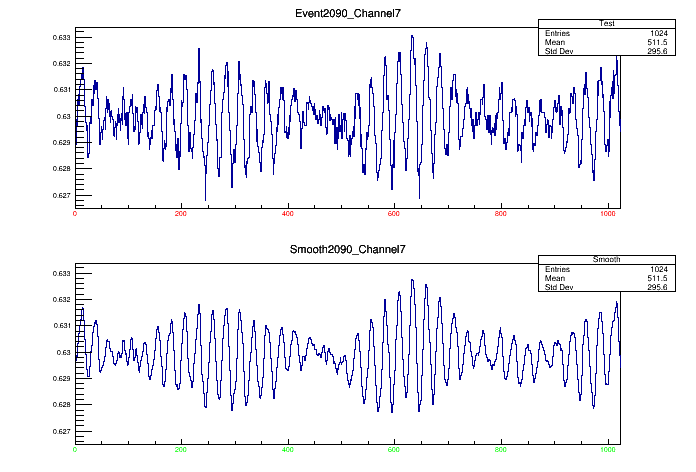 Event2090_Channel7
Test
Entries 1024
Mean 511.5
Std Dev 295.6
0.633
0.632
0.631
0.63
0.629
0.628
0.627
0 200 400 600 800 1000
Smooth2090_Channel7
Smooth
Entries 1024
Mean 511.5
Std Dev 295.6
0.633
0.632
0.631
0.63
0.629
0.628
0.627
0 200 400 600 800 1000